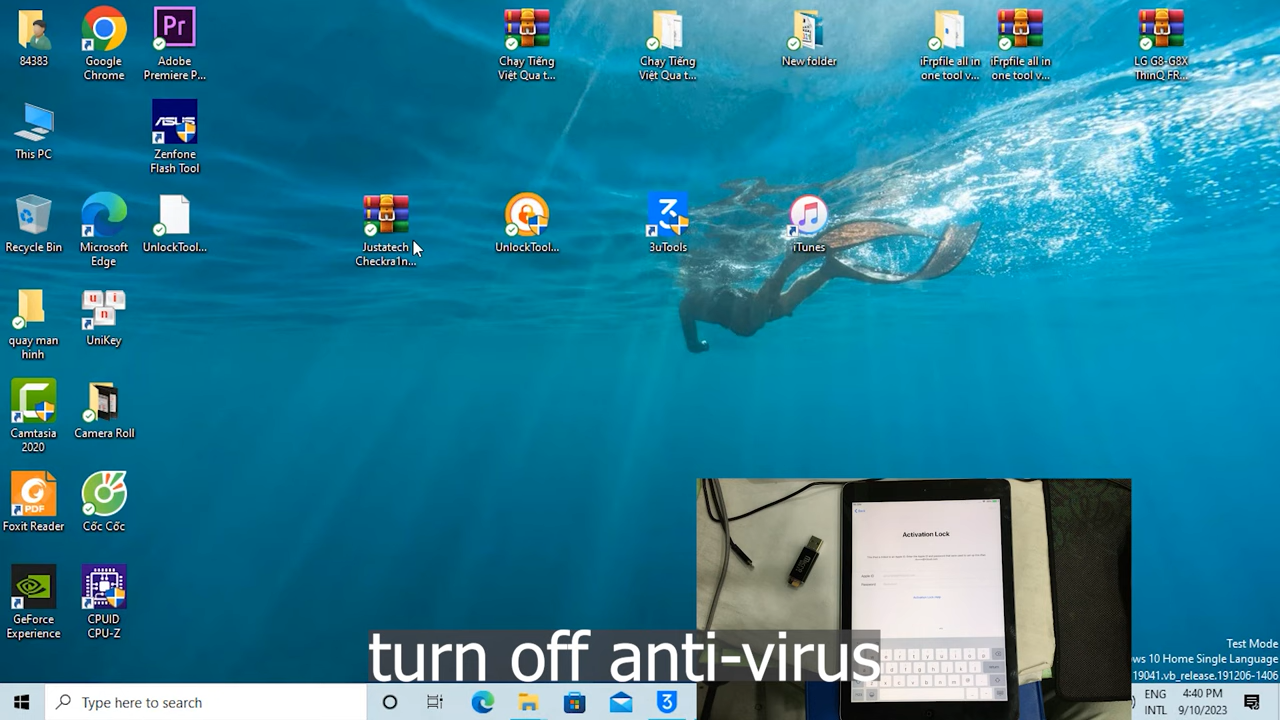 84383
Google
Chrome
Adobe
Premiere P...
Chạy Tiếng
Việt Qua t...
Chạy Tiếng
Việt Qua t...
New folder
iFrpfile all in
one tool v...
iFrpfile all in
one tool v...
LG G8-G8X
ThinQ FR...
This PC
Zenfone
Flash Tool
Recycle Bin
Microsoft
Edge
UnlockTool...
Justatech
Checkra1n...
UnlockTool...
3uTools
iTunes
quay man
hinh
UniKey
Camtasia
2020
Camera Roll
Foxit Reader
Cốc Cốc
GeForce
Experience
CPUID
CPU-Z
Activation Lock
turn off anti-virus
Test Mode
ws 10 Home Single Language
19041.vb_release.191206-1406
Type here to search
ENG
INTL
4:40 PM
9/10/2023